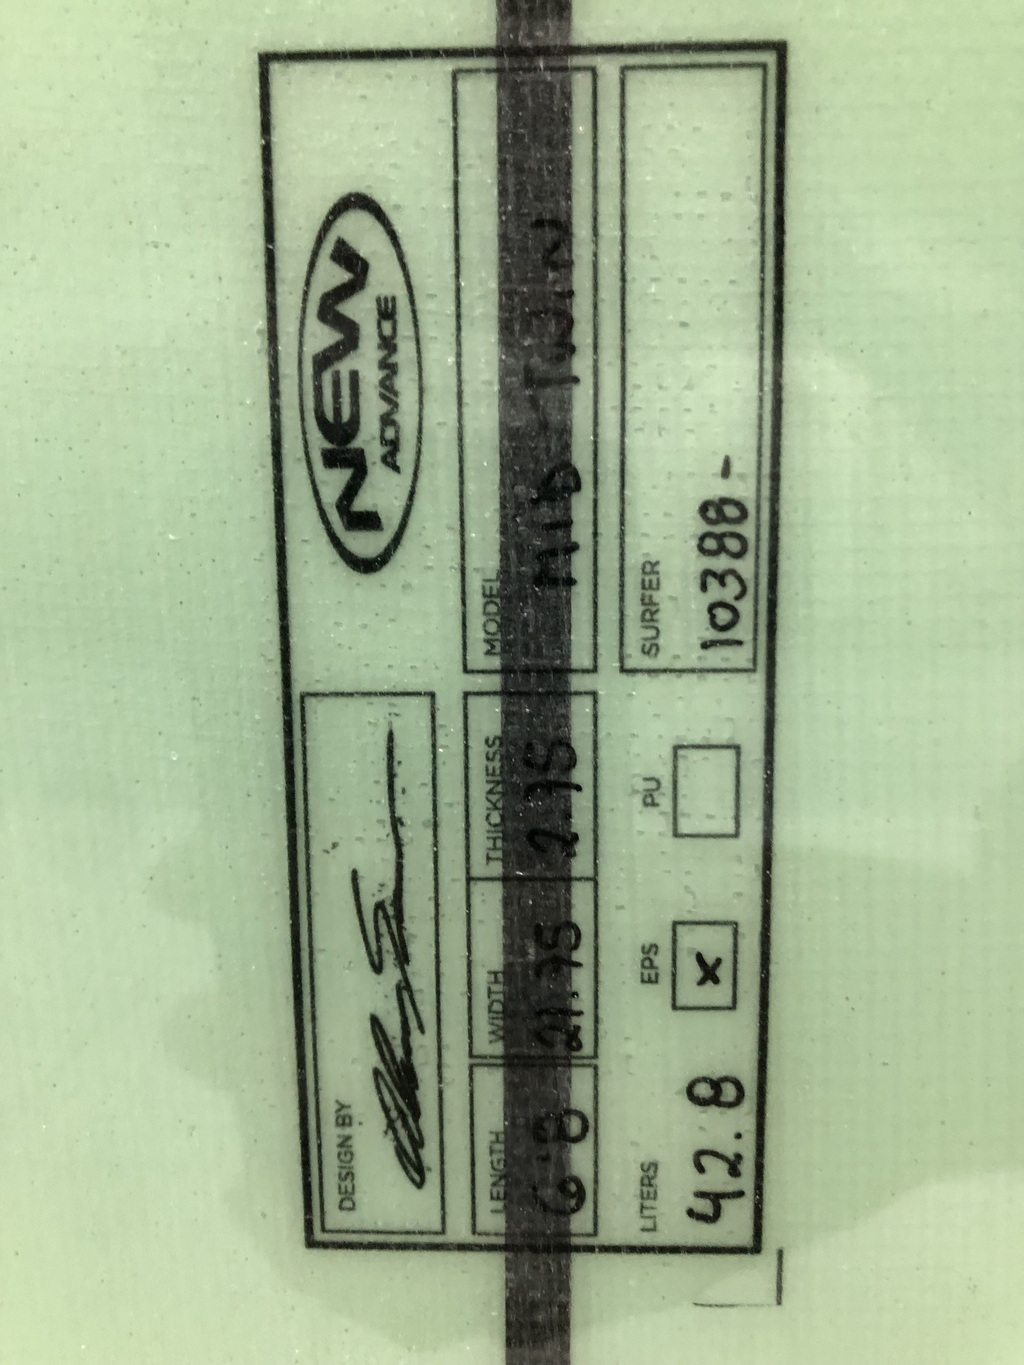 DESIGN BY
NEW
ADVANCE
LENGTH WIDTH THICKNESS MODEL
6'8 21.75 2.75 MID-TWIN
LITERS EPS PU SURFER
42.8 x 10388-